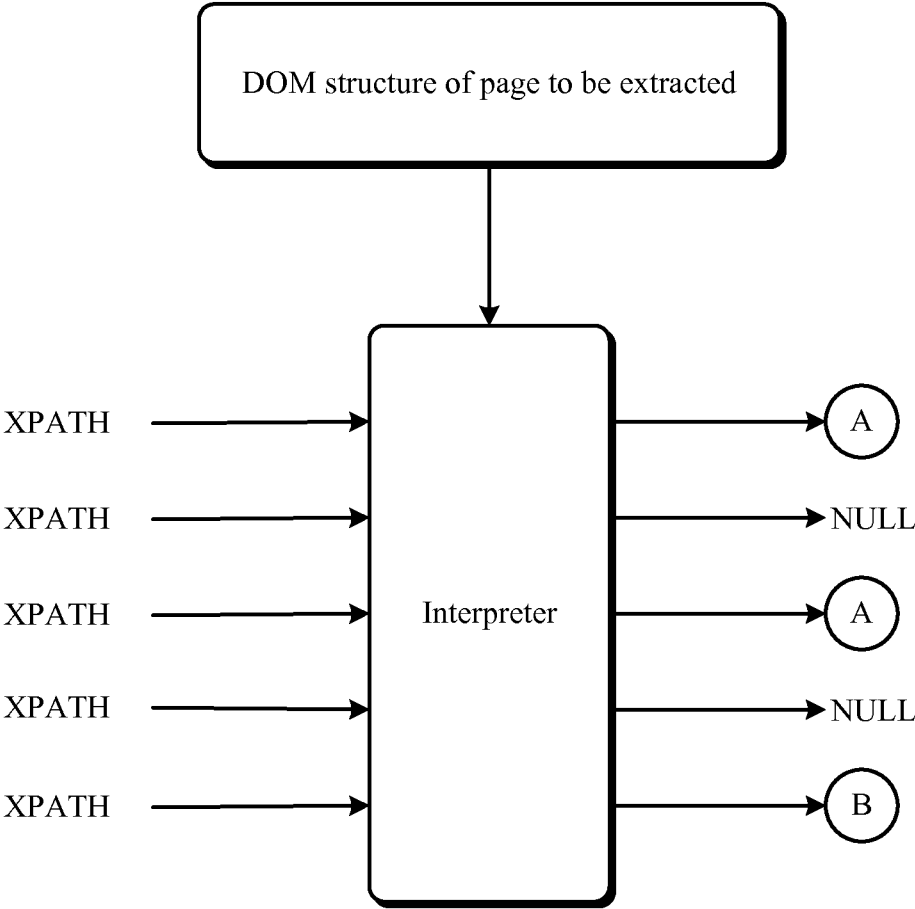 DOM structure of page to be extracted
XPATH
A
XPATH
NULL
XPATH
Interpreter
A
XPATH
NULL
XPATH
B